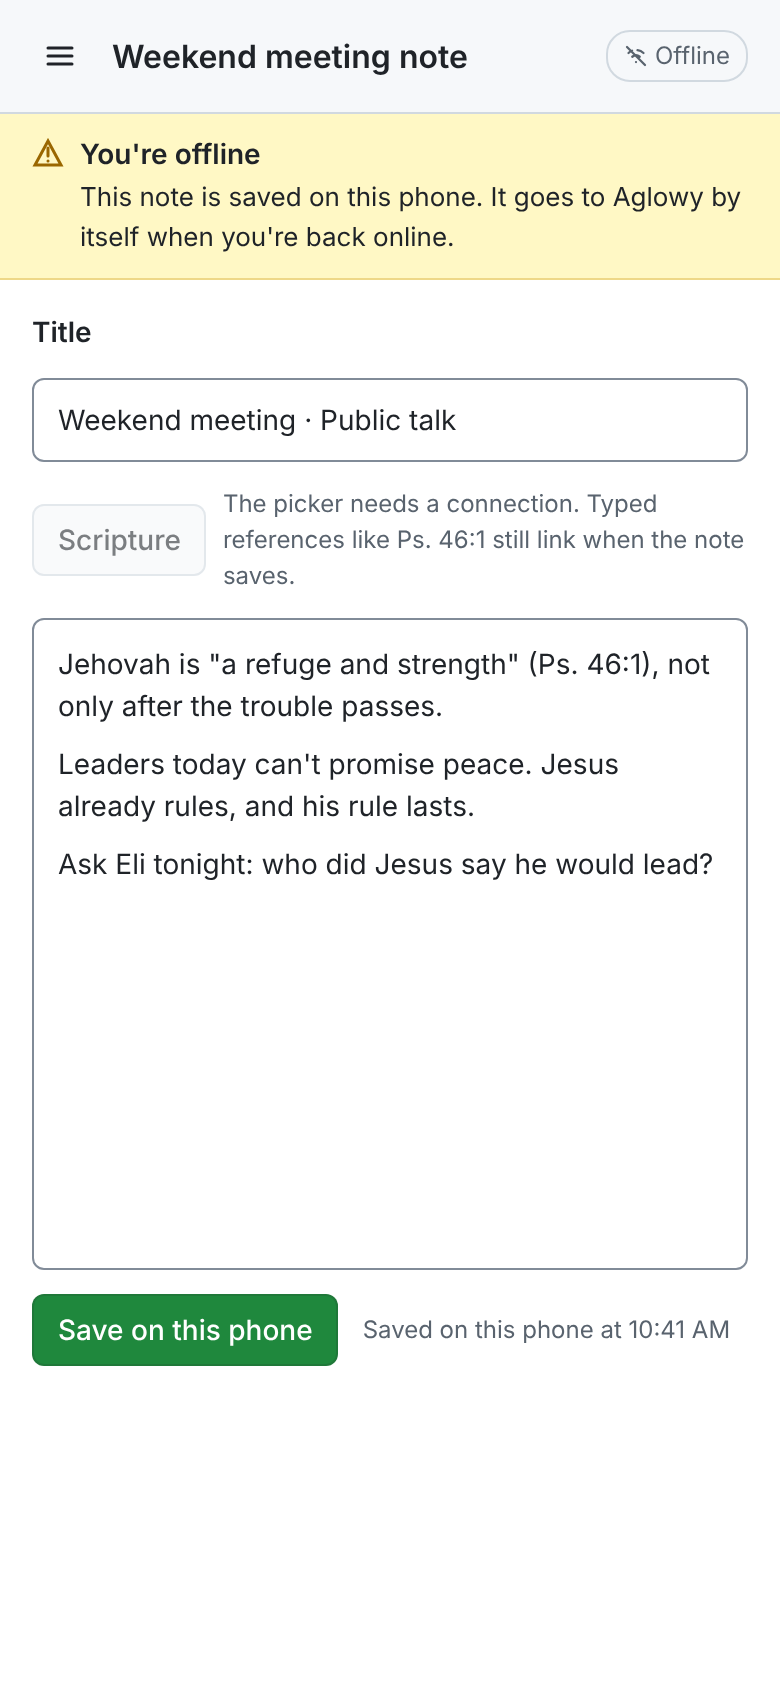 Weekend meeting note
Offline
You're offline
This note is saved on this phone. It goes to Aglowy by
itself when you're back online.
Title
Weekend meeting · Public talk
Scripture
The picker needs a connection. Typed
references like Ps. 46:1 still link when the note
saves.
Jehovah is "a refuge and strength" (Ps. 46:1), not
only after the trouble passes.
Leaders today can't promise peace. Jesus
already rules, and his rule lasts.
Ask Eli tonight: who did Jesus say he would lead?
Save on this phone
Saved on this phone at 10:41 AM